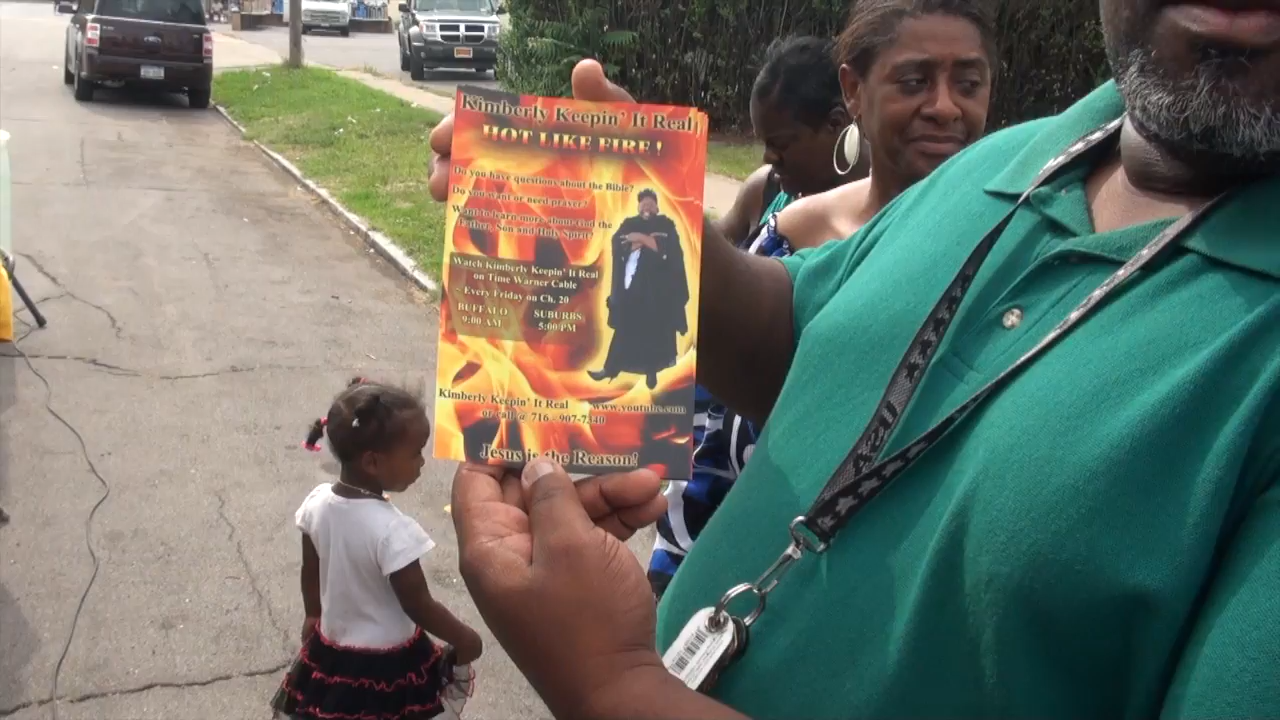 Kimberly Keepin' It Real
HOT LIKE FIRE!
Do you have questions about the Bible?
Do you want or need prayer?
Want to learn more about the
Father, Son and Holy Spirit?
Watch Kimberly Keepin' It Real
on Time Warner Cable
~ Every Friday on Ch. 20
BUFFALO SUBURBS
9:00 AM 5:00 PM
Kimberly Keepin' It Real www.youtube.com
or call @ 716 - 907-7340
Jesus is the Reason!